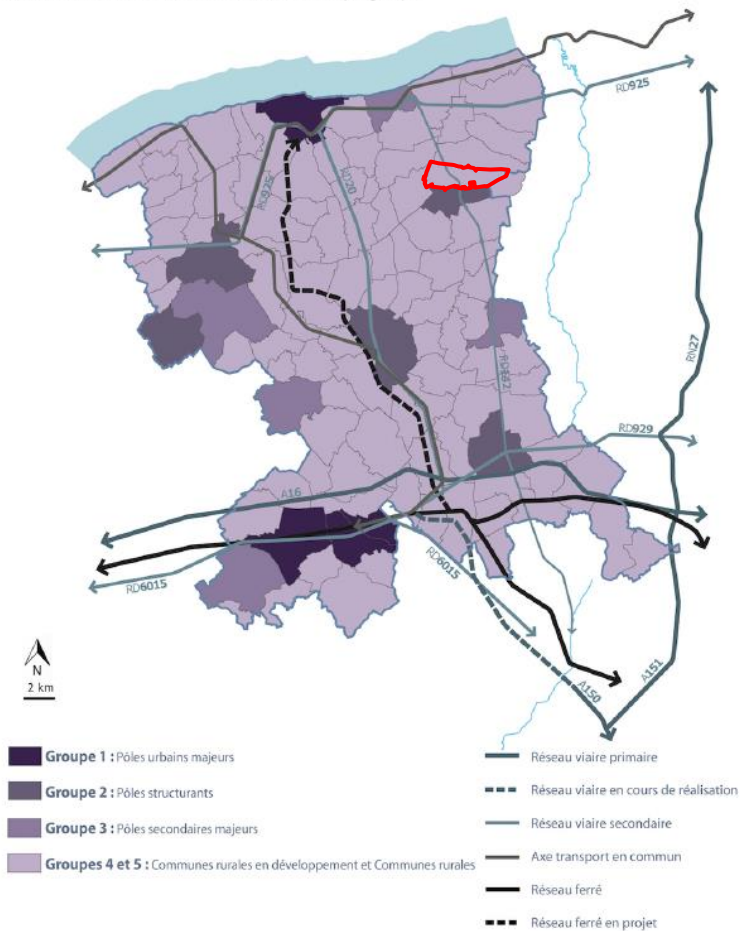 RD925
RD925
RD20
RD142
RN27
RD929
A16
RD6015
RD6015
A150
A151
N
2 km
Groupe 1 : Pôles urbains majeurs
Groupe 2 : Pôles structurants
Groupe 3 : Pôles secondaires majeurs
Groupes 4 et 5 : Communes rurales en développement et Communes rurales
Réseau viaire primaire
Réseau viaire en cours de réalisation
Réseau viaire secondaire
Axe transport en commun
Réseau ferré
Réseau ferré en projet